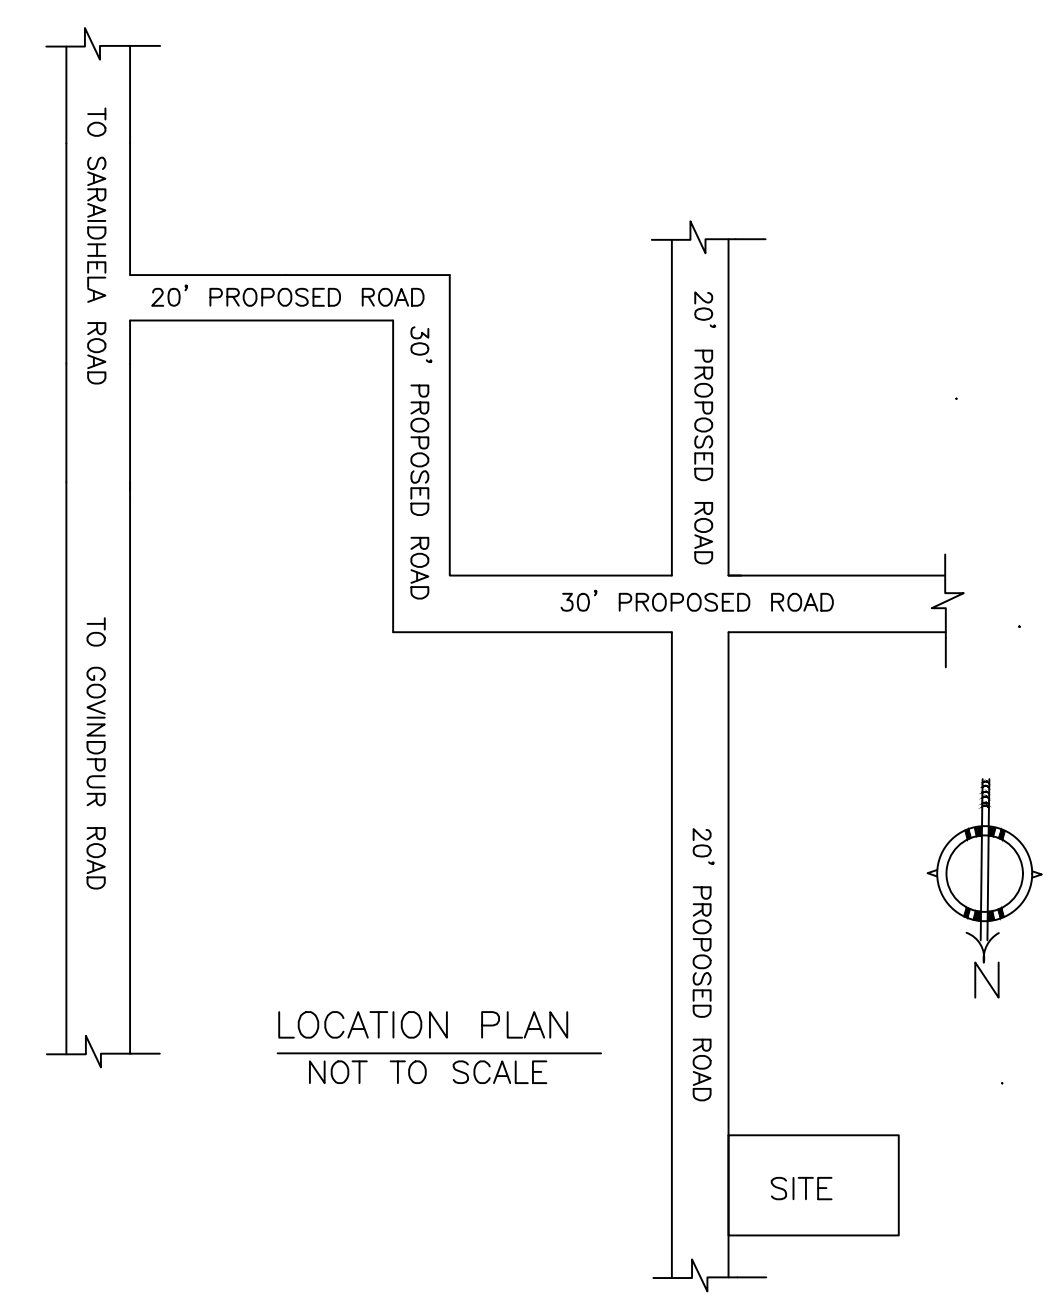 TO SARAIDHELA ROAD
20' PROPOSED ROAD
30' PROPOSED ROAD
20' PROPOSED ROAD
30' PROPOSED ROAD
TO GOVINDPUR ROAD
20' PROPOSED ROAD
N
LOCATION PLAN
NOT TO SCALE
SITE